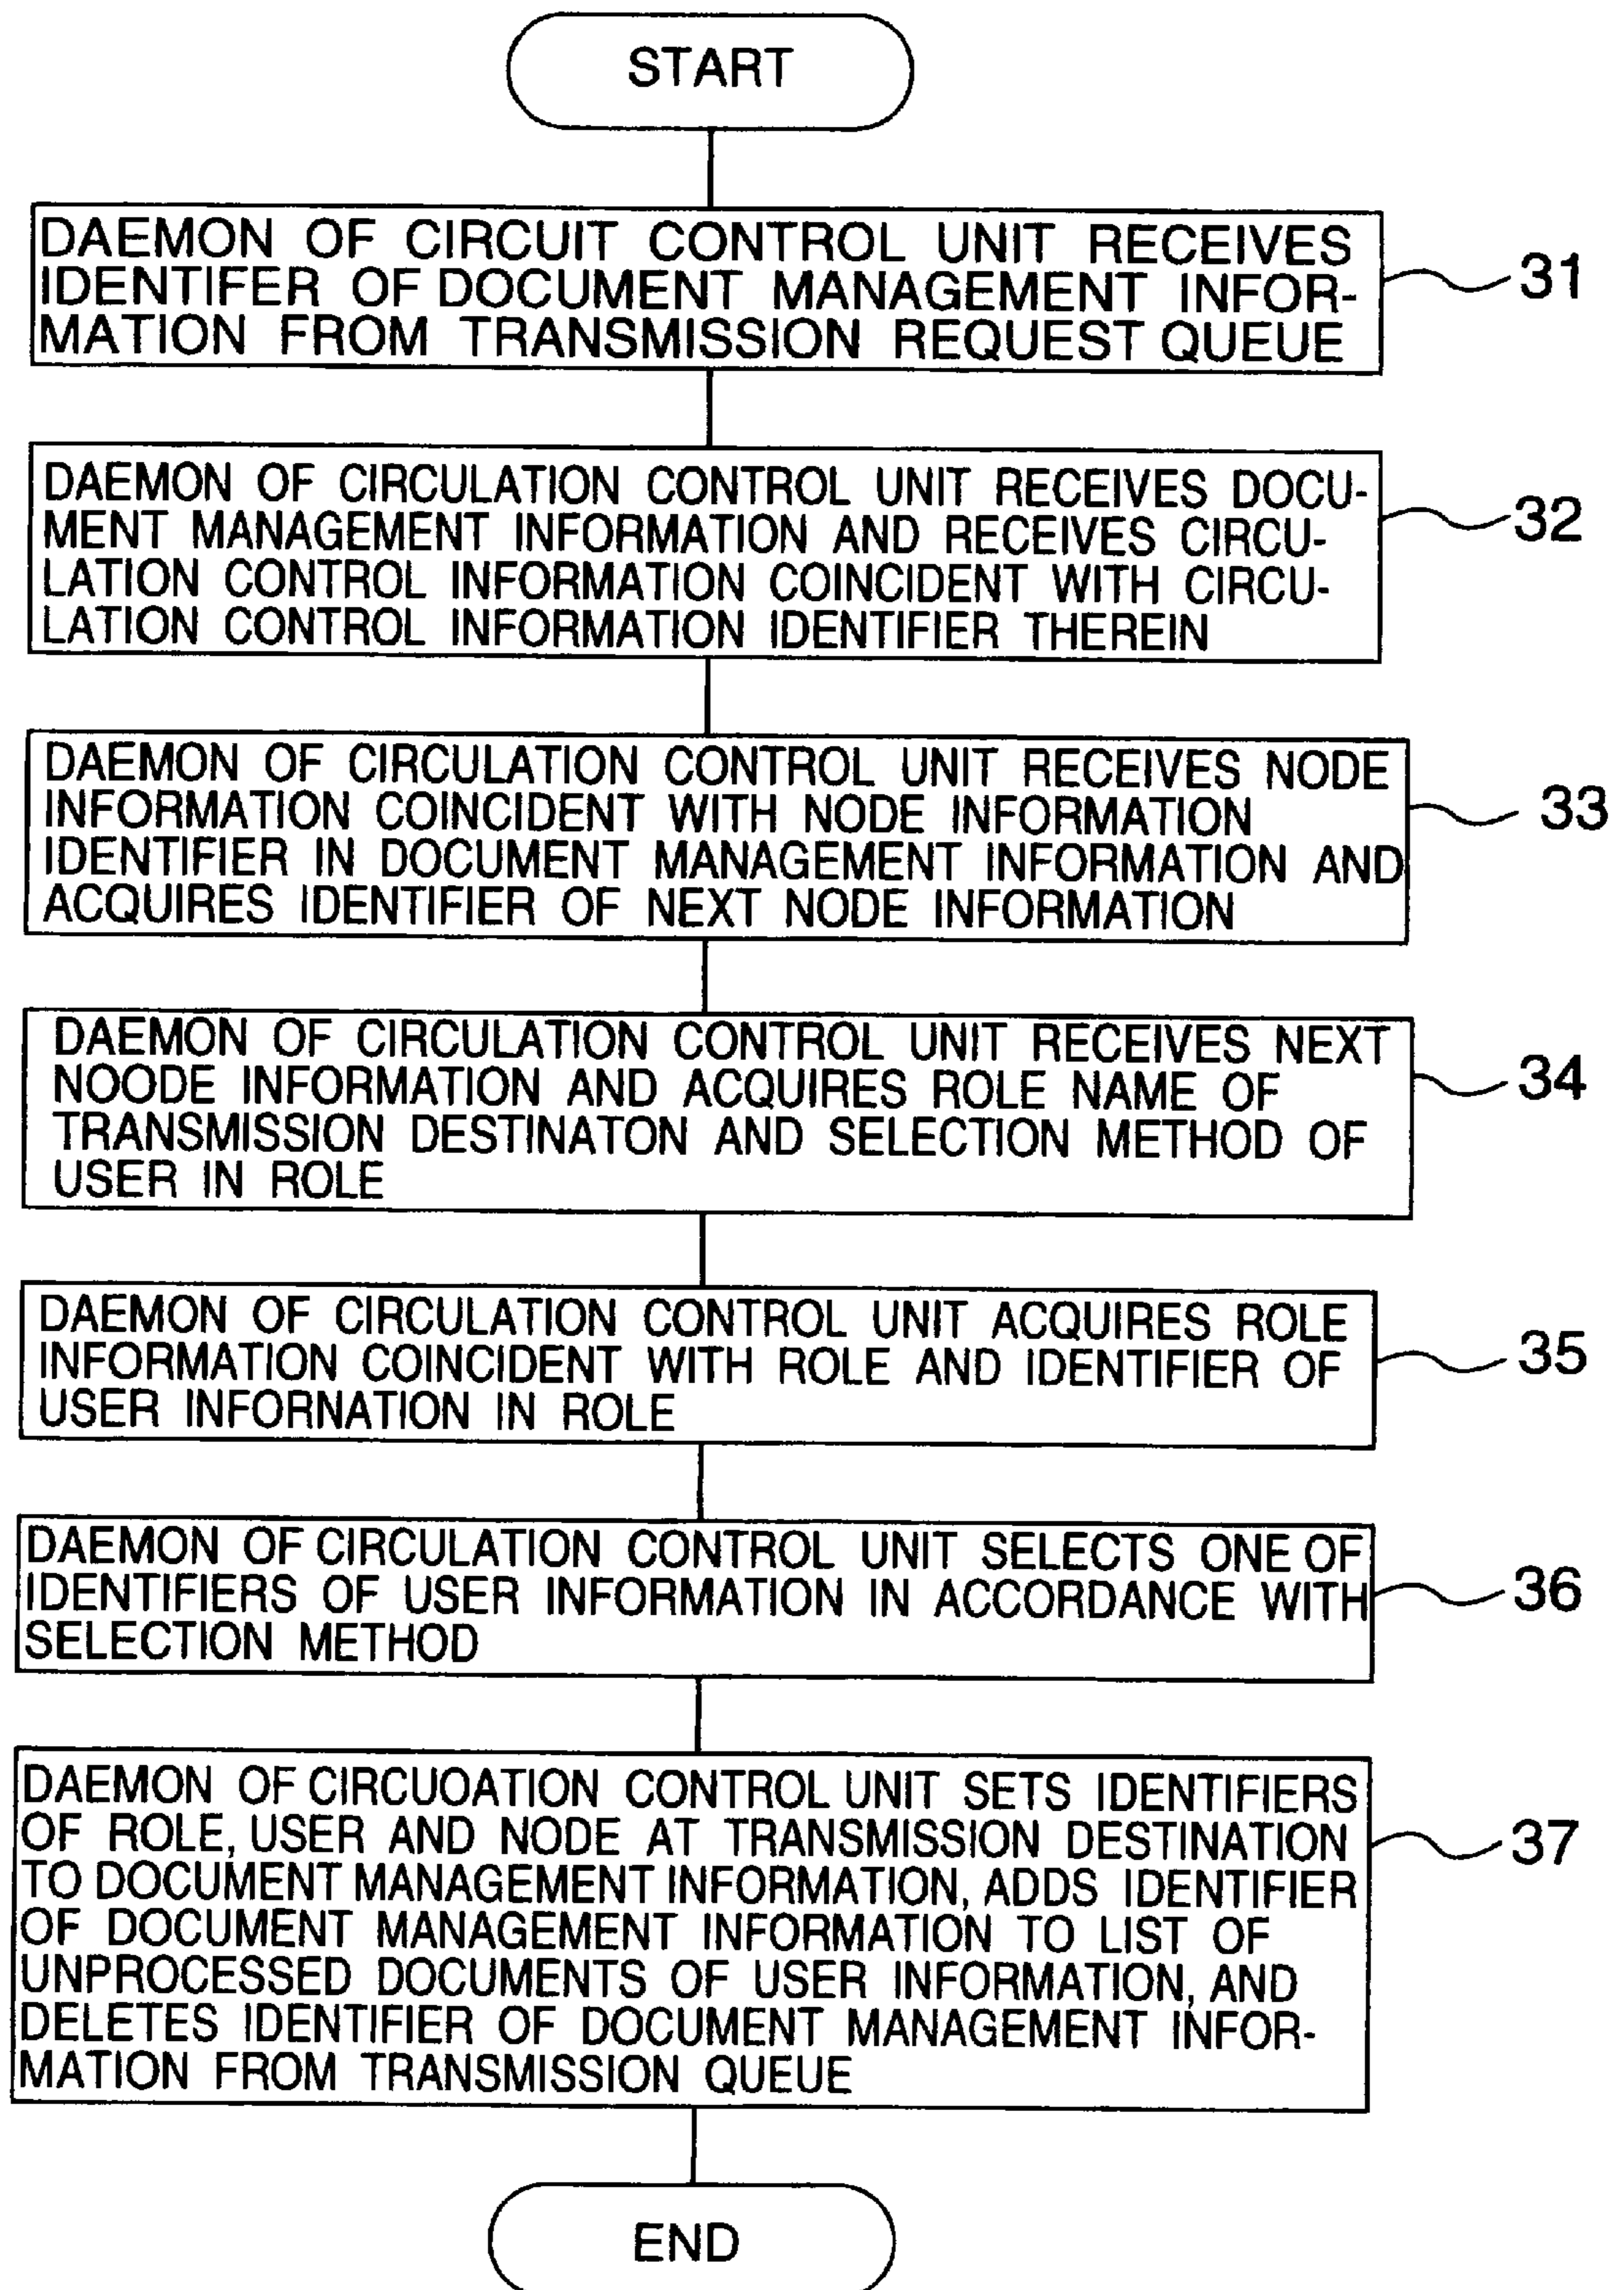 START
DAEMON OF CIRCUIT CONTROL UNIT RECEIVES
IDENTIFER OF DOCUMENT MANAGEMENT INFOR-
MATION FROM TRANSMISSION REQUEST QUEUE
31
DAEMON OF CIRCULATION CONTROL UNIT RECEIVES DOCU-
MENT MANAGEMENT INFORMATION AND RECEIVES CIRCU-
LATION CONTROL INFORMATION COINCIDENT WITH CIRCU-
LATION CONTROL INFORMATION IDENTIFIER THEREIN
32
DAEMON OF CIRCULATION CONTROL UNIT RECEIVES NODE
INFORMATION COINCIDENT WITH NODE INFORMATION
IDENTIFIER IN DOCUMENT MANAGEMENT INFORMATION AND
ACQUIRES IDENTIFIER OF NEXT NODE INFORMATION
33
DAEMON OF CIRCULATION CONTROL UNIT RECEIVES NEXT
NOODE INFORMATION AND ACQUIRES ROLE NAME OF
TRANSMISSION DESTINATON AND SELECTION METHOD OF
USER IN ROLE
34
DAEMON OF CIRCULATION CONTROL UNIT ACQUIRES ROLE
INFORMATION COINCIDENT WITH ROLE AND IDENTIFIER OF
USER INFORNATION IN ROLE
35
DAEMON OF CIRCULATION CONTROL UNIT SELECTS ONE OF
IDENTIFIERS OF USER INFORMATION IN ACCORDANCE WITH
SELECTION METHOD
36
DAEMON OF CIRCUOATION CONTROL UNIT SETS IDENTIFIERS
OF ROLE, USER AND NODE AT TRANSMISSION DESTINATION
TO DOCUMENT MANAGEMENT INFORMATION, ADDS IDENTIFIER
OF DOCUMENT MANAGEMENT INFORMATION TO LIST OF
UNPROCESSED DOCUMENTS OF USER INFORMATION, AND
DELETES IDENTIFIER OF DOCUMENT MANAGEMENT INFOR-
MATION FROM TRANSMISSION QUEUE
37
END